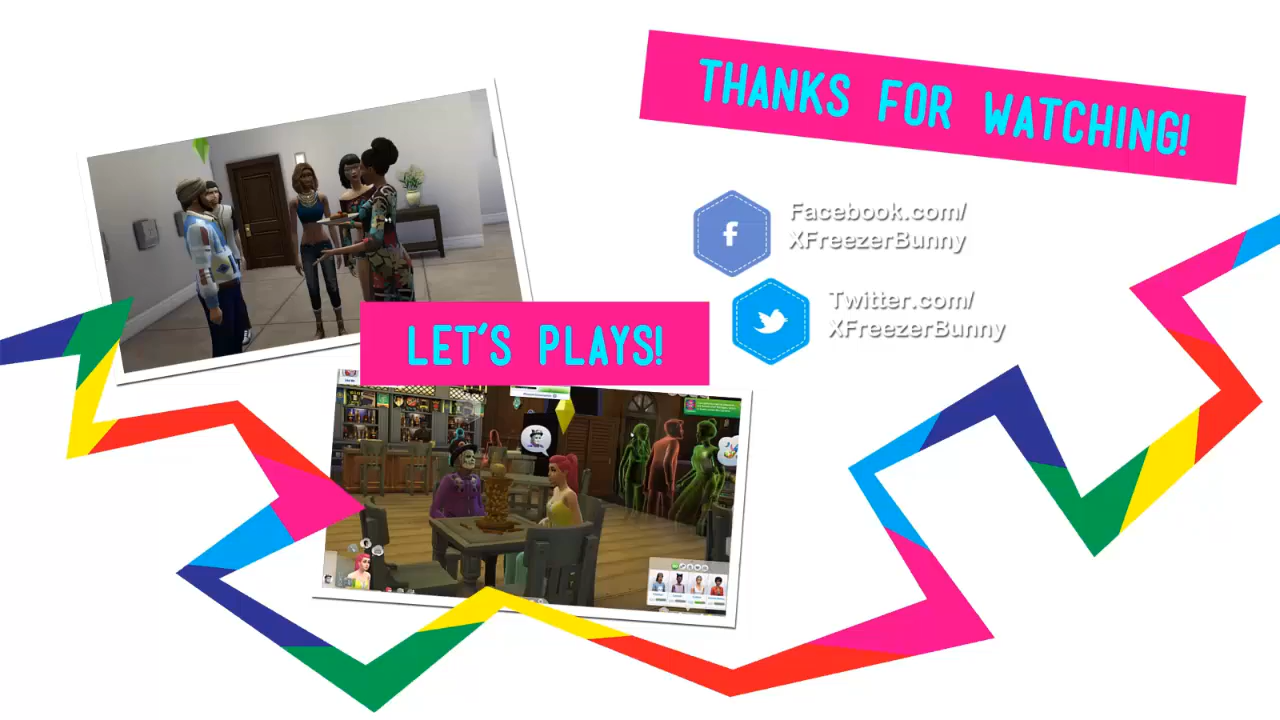 THANKS FOR WATCHING!
Facebook.com/
XFreezerBunny
Twitter.com/
XFreezerBunny
LET'S PLAYS!